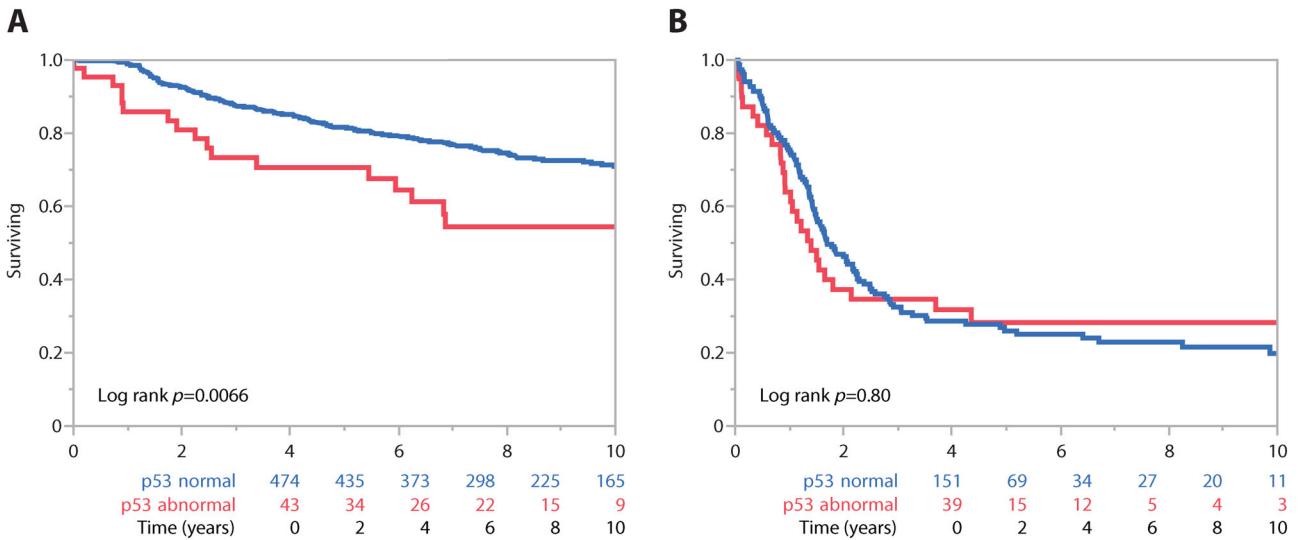 A
B
Surviving
1.0
0.8
0.6
0.4
0.2
0
Log rank p=0.0066
0 2 4 6 8 10
p53 normal 474 435 373 298 225 165
p53 abnormal 43 34 26 22 15 9
Time (years) 0 2 4 6 8 10
Surviving
1.0
0.8
0.6
0.4
0.2
0
Log rank p=0.80
0 2 4 6 8 10
p53 normal 151 69 34 27 20 11
p53 abnormal 39 15 12 5 4 3
Time (years) 0 2 4 6 8 10